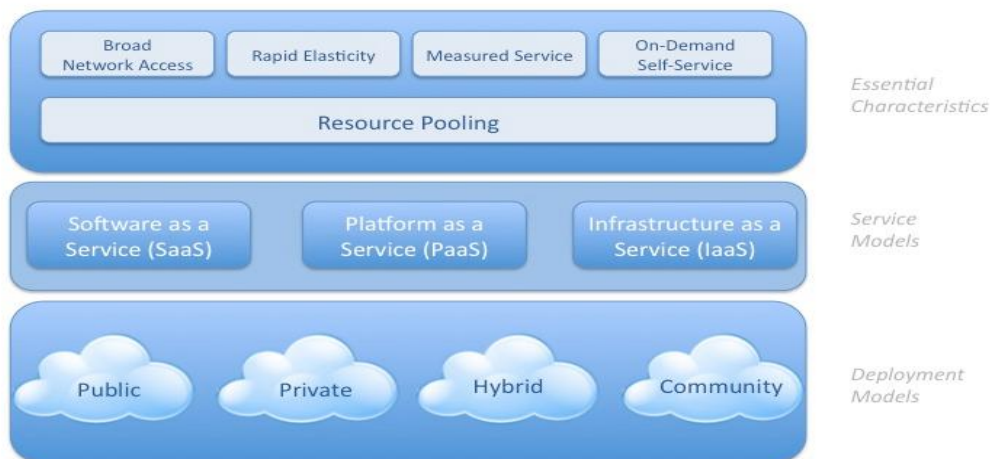 Broad
Network Access
Rapid Elasticity
Measured Service
On-Demand
Self-Service
Resource Pooling
Essential
Characteristics
Software as a
Service (SaaS)
Platform as a
Service (PaaS)
Infrastructure as a
Service (IaaS)
Service
Models
Public
Private
Hybrid
Community
Deployment
Models